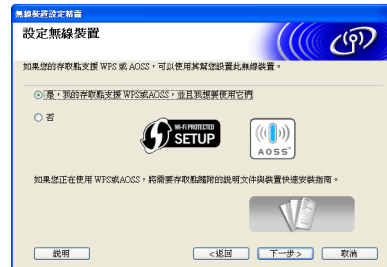 無線裝置設定精靈
設定無線裝置
如果您的存取點支援 WPS 或 AOSS，可以使用其幫您設置此無線裝置。
是，我的存取點支援 WPS或AOSS，並且我想要使用它們
否
WI-FI PROTECTED
SETUP
AOSS™
如果您正在使用 WPS或AOSS，將需要存取點隨附的說明文件與裝置快速安裝指南。
說明
<返回
下一步>
取消